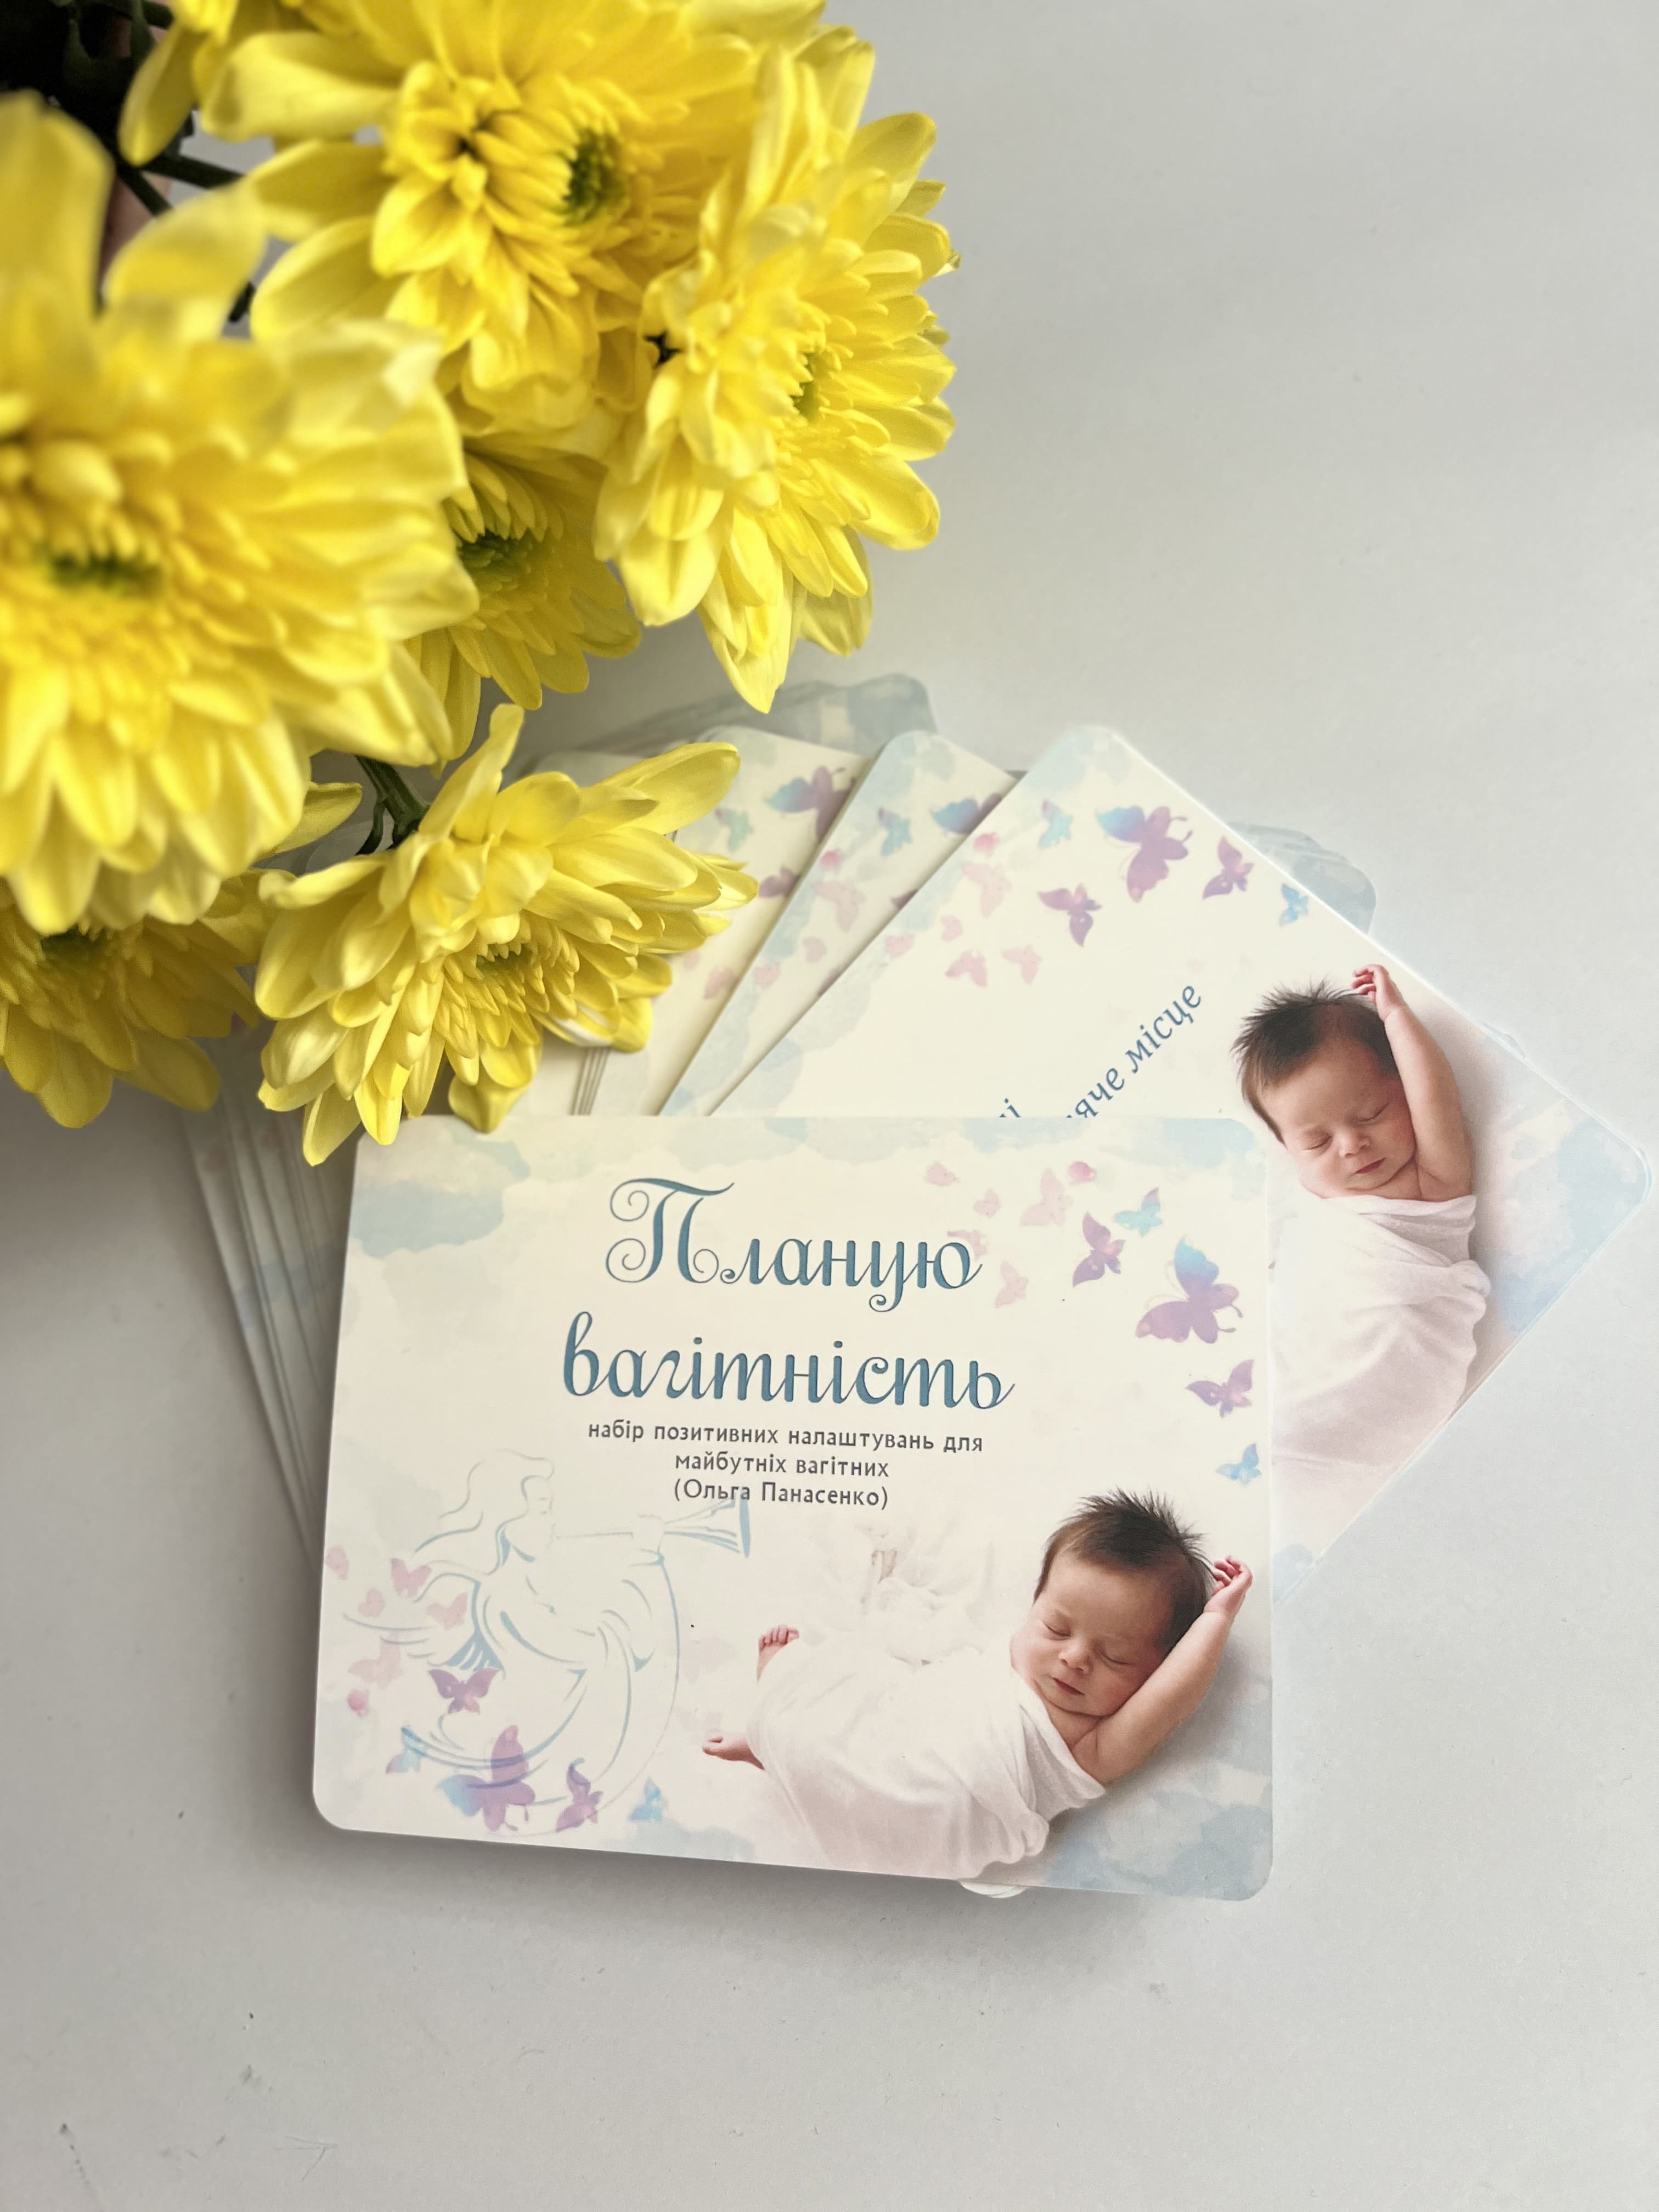 місце
Планую
вагітність
набір позитивних налаштувань для
майбутніх вагітних
(Ольга Панасенко)